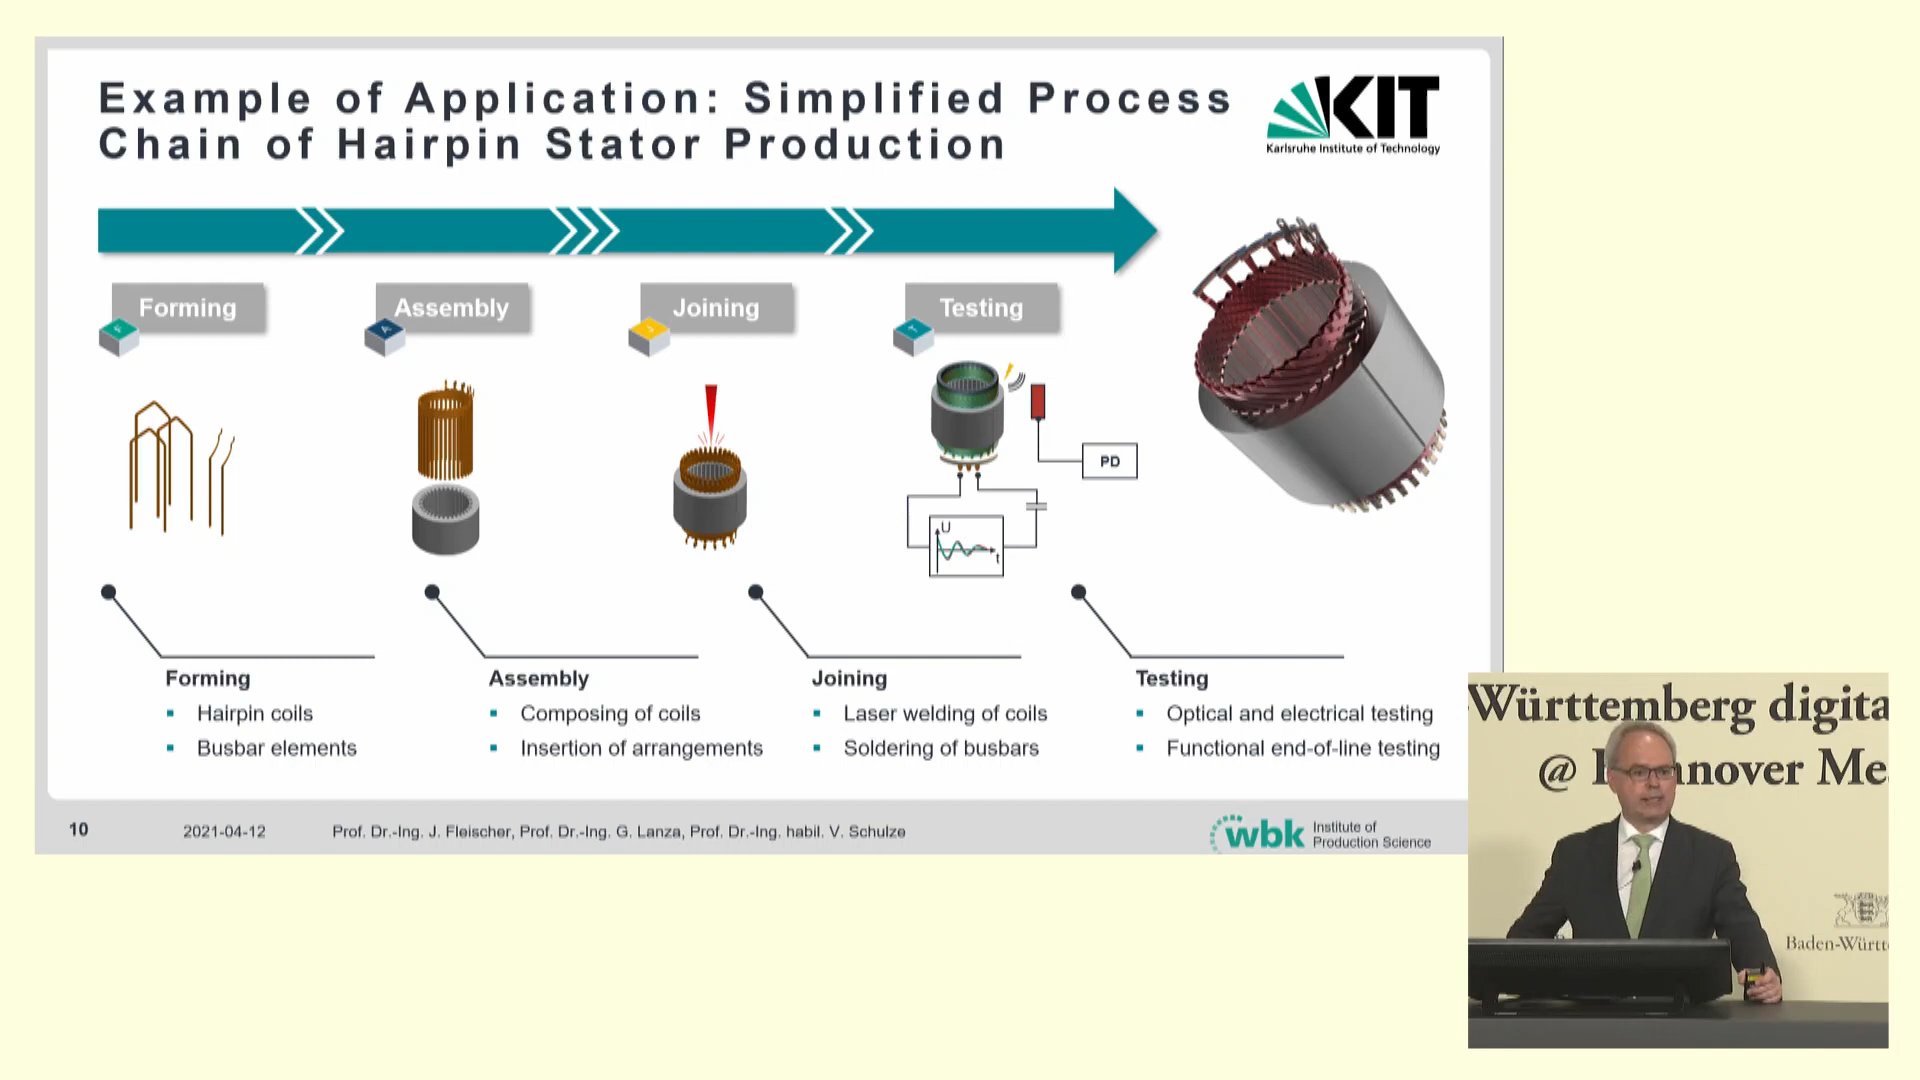 Example of Application: Simplified Process
Chain of Hairpin Stator Production
KIT
Karlsruhe Institute of Technology
Forming
Assembly
Joining
Testing
F
A
J
T
PD
U
t
Forming
Hairpin coils
Busbar elements
Assembly
Composing of coils
Insertion of arrangements
Joining
Laser welding of coils
Soldering of busbars
Testing
Optical and electrical testing
Functional end-of-line testing
10
2021-04-12
Prof. Dr.-Ing. J. Fleischer, Prof. Dr.-Ing. G. Lanza, Prof. Dr.-Ing. habil. V. Schulze
wbk
Institute of
Production Science
Württemberg digita
@ nnover Me
Baden-Württ